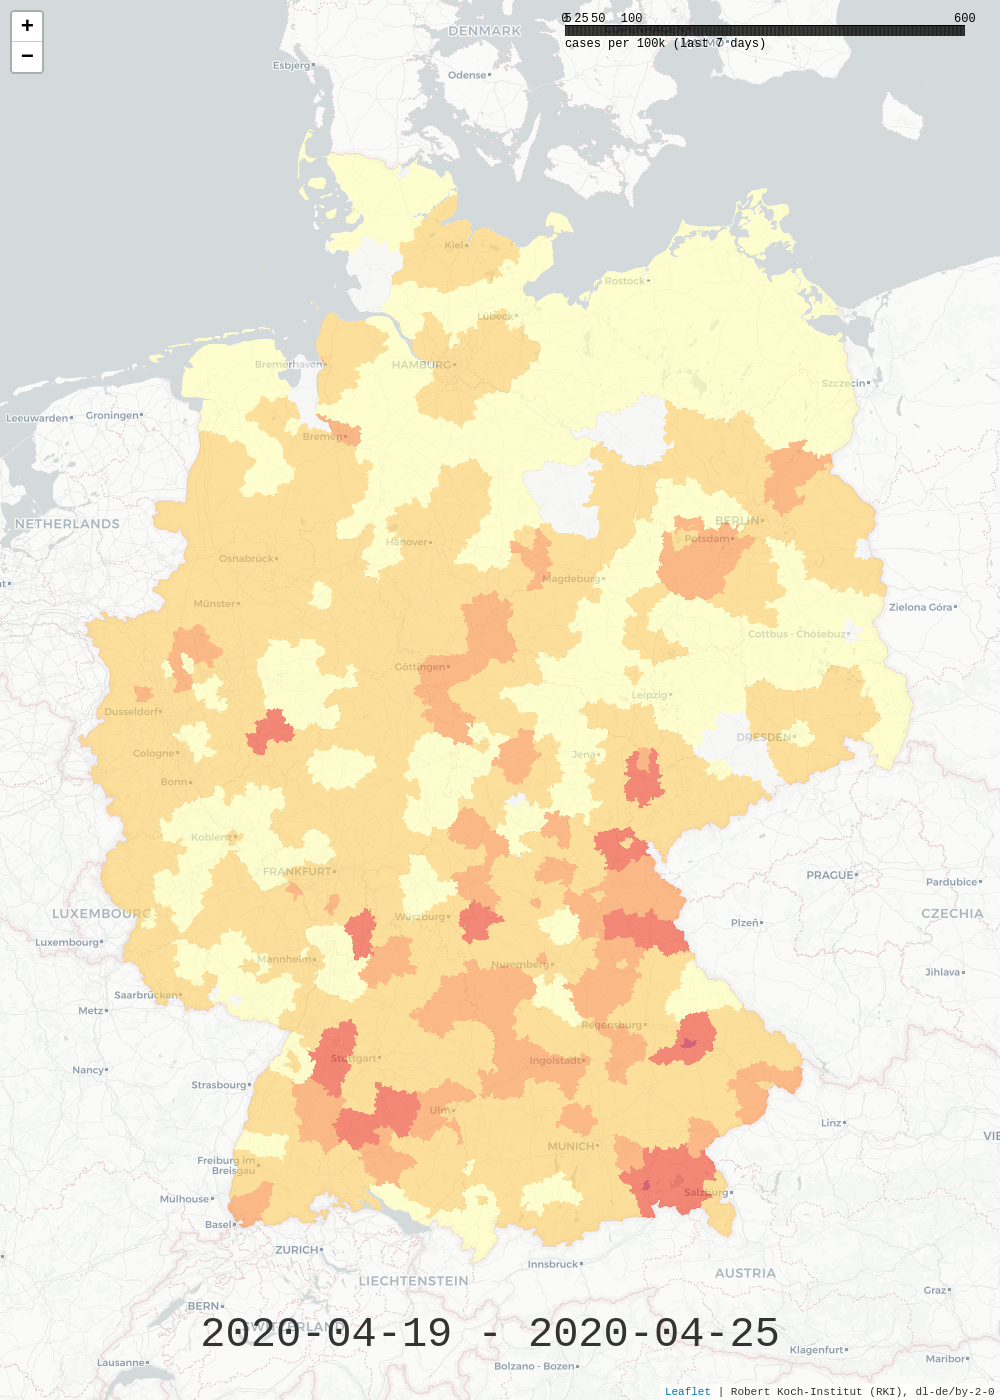 +
−
0 5 25 50 100 600
cases per 100k (last 7 days)
DENMARK
Esbjerg
Odense
Kiel
Rostock
Lübeck
Bremerhaven
HAMBURG
Szczecin
Leeuwarden
Groningen
Bremen
NETHERLANDS
BERLIN
Potsdam
Hanover
Osnabrück
Magdeburg
Münster
Zielona Góra
Cottbus - Chóśebuz
Göttingen
Leipzig
Dusseldorf
DRESDEN
Cologne
Jena
Bonn
Koblenz
FRANKFURT
PRAGUE
Pardubice
LUXEMBOURG
Würzburg
CZECHIA
Plzeň
Luxembourg
Mannheim
Nuremberg
Jihlava
Saarbrücken
Metz
Regensburg
Stuttgart
Ingolstadt
Nancy
Strasbourg
Ulm
Linz
VIE
MUNICH
Freiburg im
Breisgau
Mulhouse
Salzburg
Basel
ZURICH
Innsbruck
AUSTRIA
LIECHTENSTEIN
Graz
BERN
SWITZERLAND
2020-04-19 - 2020-04-25
Klagenfurt
Lausanne
Bolzano - Bozen
Maribor
Leaflet | Robert Koch-Institut (RKI), dl-de/by-2-0